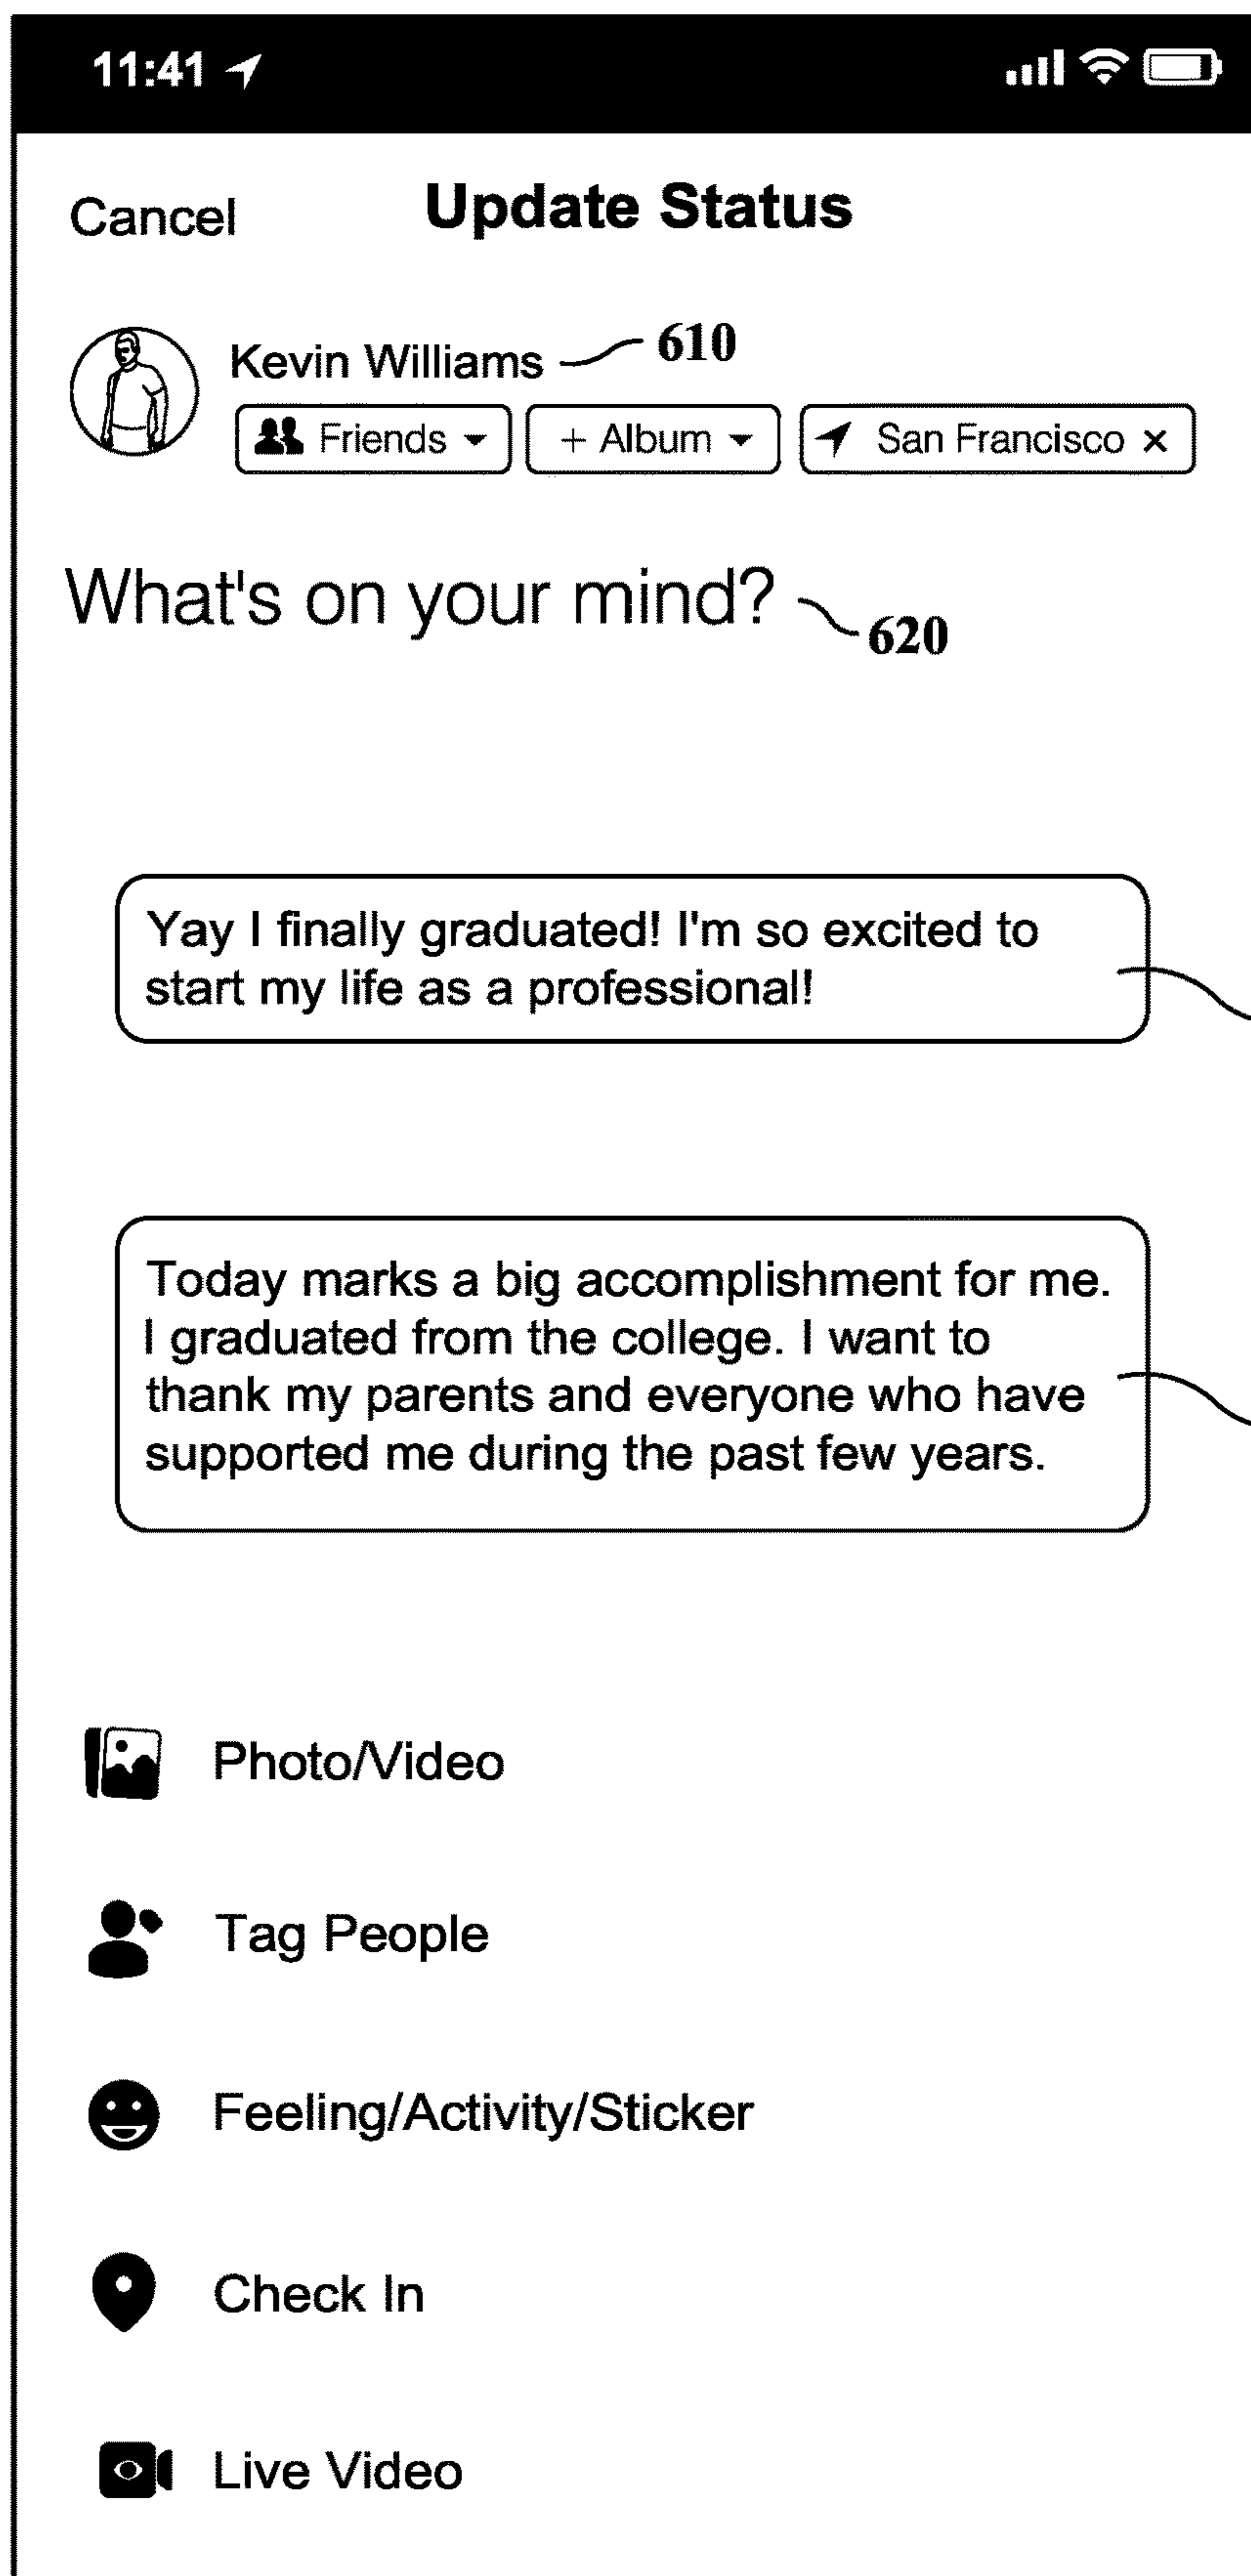 11:41
Cancel
Update Status
Kevin Williams
610
Friends
+ Album
San Francisco ×
What's on your mind?
620
Yay I finally graduated! I'm so excited to
start my life as a professional!
Today marks a big accomplishment for me.
I graduated from the college. I want to
thank my parents and everyone who have
supported me during the past few years.
Photo/Video
Tag People
Feeling/Activity/Sticker
Check In
Live Video